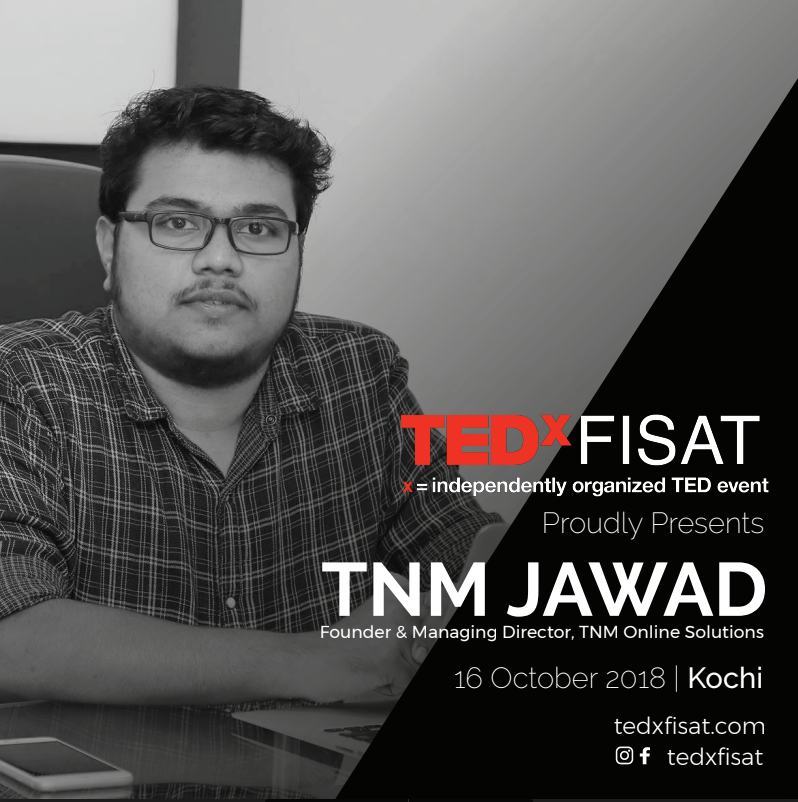 TEDxFISAT
x = independently organized TED event
Proudly Presents
TNM JAWAD
Founder & Managing Director, TNM Online Solutions
16 October 2018 | Kochi
tedxfisat.com
tedxfisat